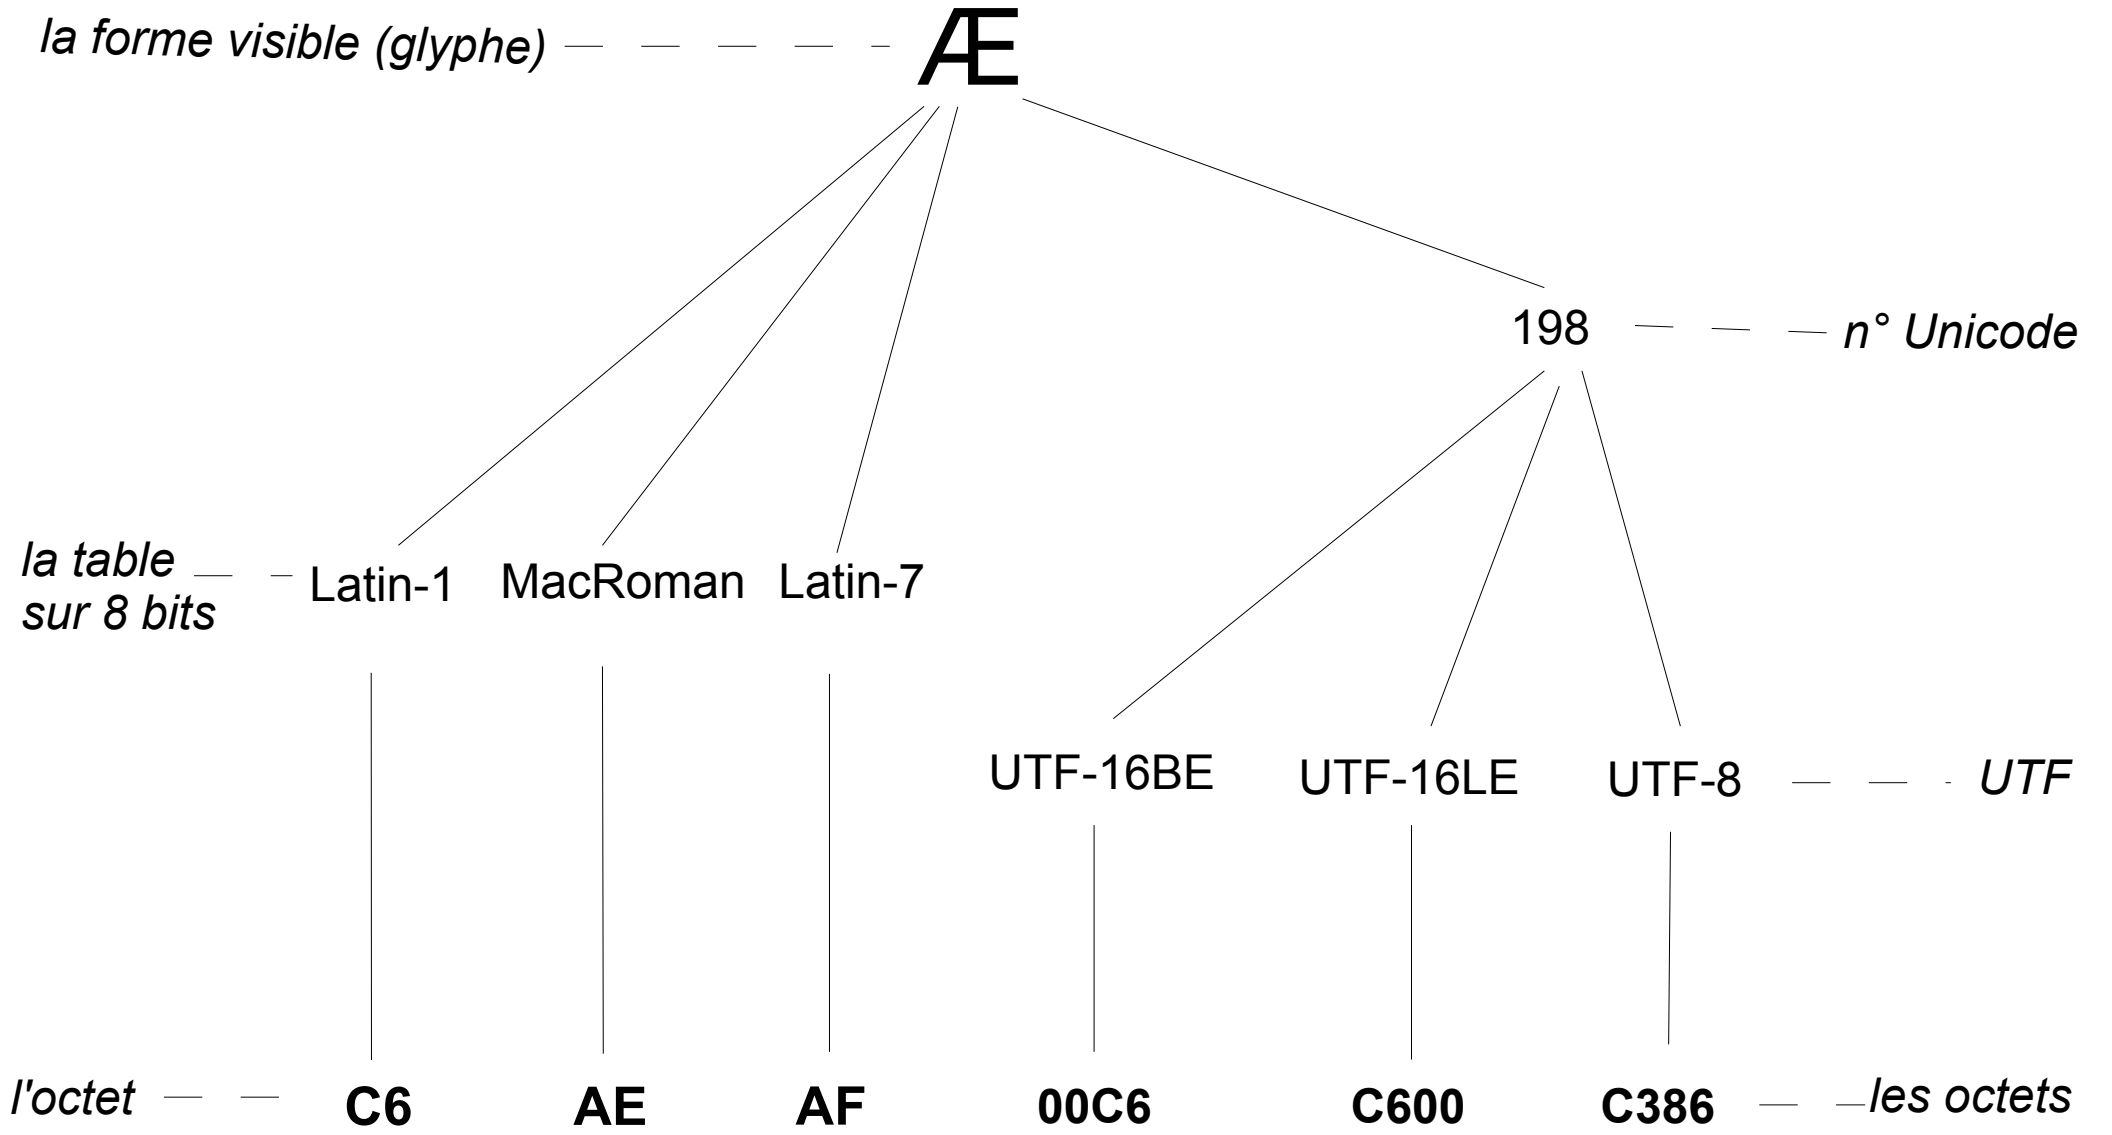 la forme visible (glyphe)
Æ
198
n° Unicode
la table
sur 8 bits
Latin-1
MacRoman
Latin-7
UTF-16BE
UTF-16LE
UTF-8
UTF
l'octet
C6
AE
AF
00C6
C600
C386
les octets